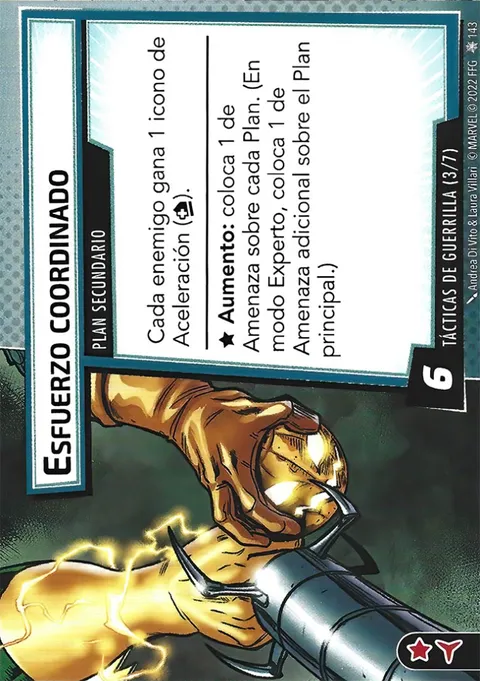 ESFUERZO COORDINADO
PLAN SECUNDARIO
Cada enemigo gana 1 icono de
Aceleración ( ).
★ Aumento: coloca 1 de
Amenaza sobre cada Plan. (En
modo Experto, coloca 1 de
Amenaza adicional sobre el Plan
principal.)
6
TÁCTICAS DE GUERRILLA (3/7)
Andrea Di Vito & Laura Villari © MARVEL © 2022 FFG 143